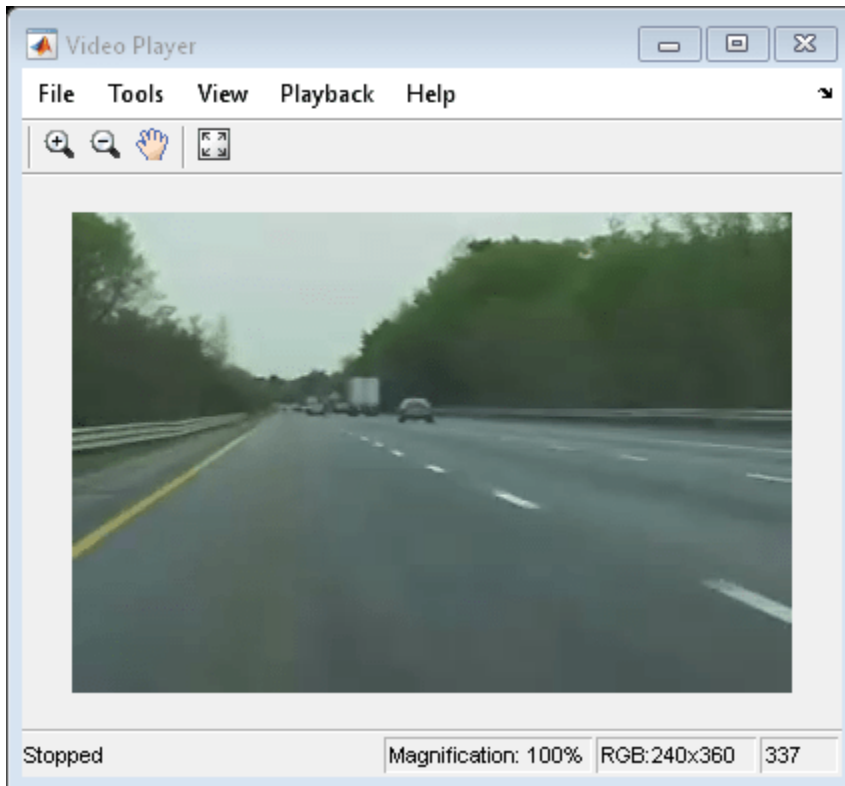 Video Player
File Tools View Playback Help
Stopped Magnification: 100% RGB:240x360 337